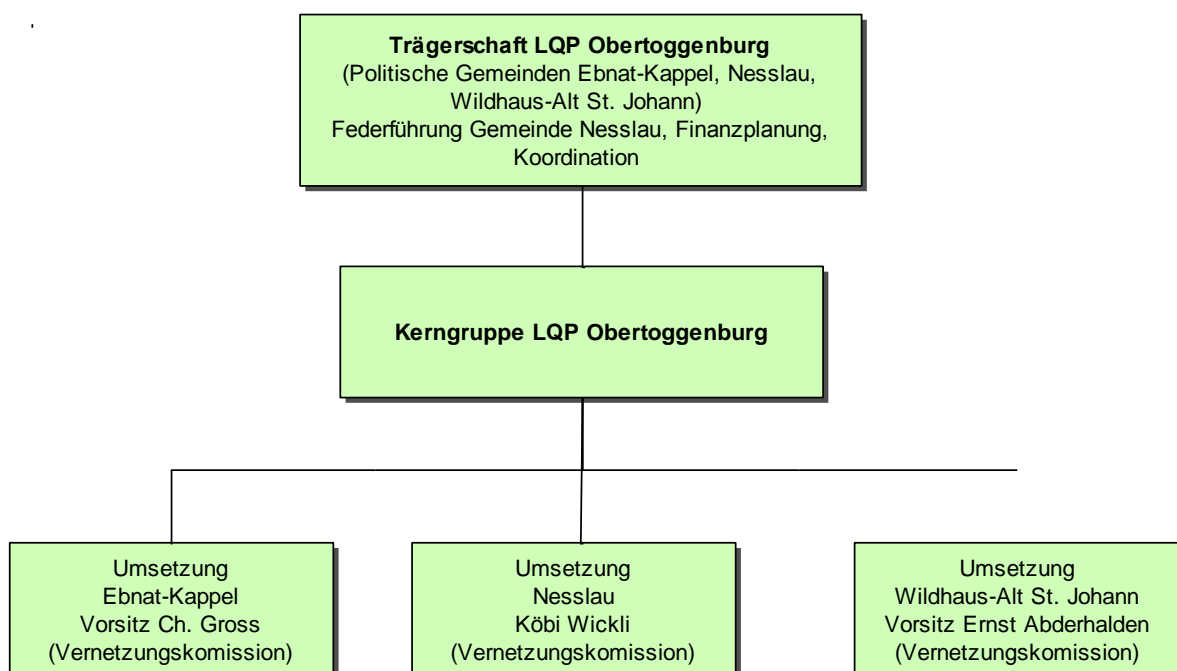 Trägerschaft LQP Obertoggenburg
(Politische Gemeinden Ebnat-Kappel, Nesslau,
Wildhaus-Alt St. Johann)
Federführung Gemeinde Nesslau, Finanzplanung,
Koordination
Kerngruppe LQP Obertoggenburg
Umsetzung
Ebnat-Kappel
Vorsitz Ch. Gross
(Vernetzungskomission)
Umsetzung
Nesslau
Köbi Wickli
(Vernetzungskomission)
Umsetzung
Wildhaus-Alt St. Johann
Vorsitz Ernst Abderhalden
(Vernetzungskomission)